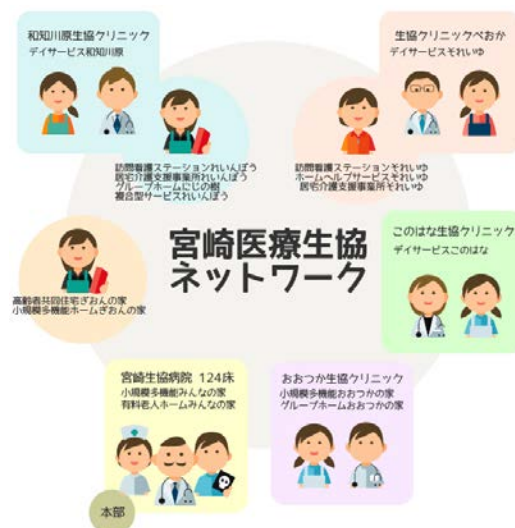 和知川原生協クリニック
デイサービス和知川原
訪問看護ステーションれいんぼう
居宅介護支援事業所れいんぼう
グループホームにじの樹
複合型サービスれいんぼう
生協クリニックのべおか
デイサービスそれいゆ
訪問看護ステーションそれいゆ
ホームヘルプサービスそれいゆ
居宅介護支援事業所それいゆ
宮崎医療生協
ネットワーク
このはな生協クリニック
デイサービスこのはな
高齢者共同住宅ぎおんの家
小規模多機能ホームぎおんの家
宮崎生協病院 124床
小規模多機能みんなの家
有料老人ホームみんなの家
おおつか生協クリニック
小規模多機能おおつかの家
グループホームおおつかの家
本部